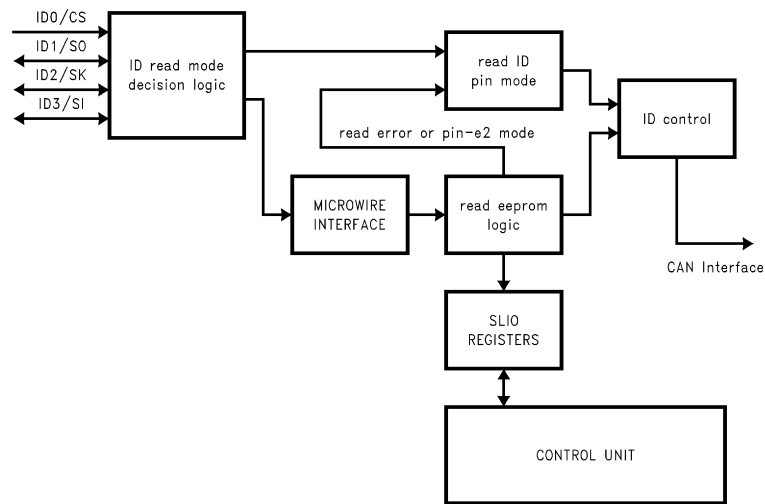 ID0/CS
ID1/SO
ID2/SK
ID3/SI
ID read mode
decision logic
read ID
pin mode
ID control
read error or pin-e2 mode
MICROWIRE
INTERFACE
read eeprom
logic
CAN Interface
SLIO
REGISTERS
CONTROL UNIT